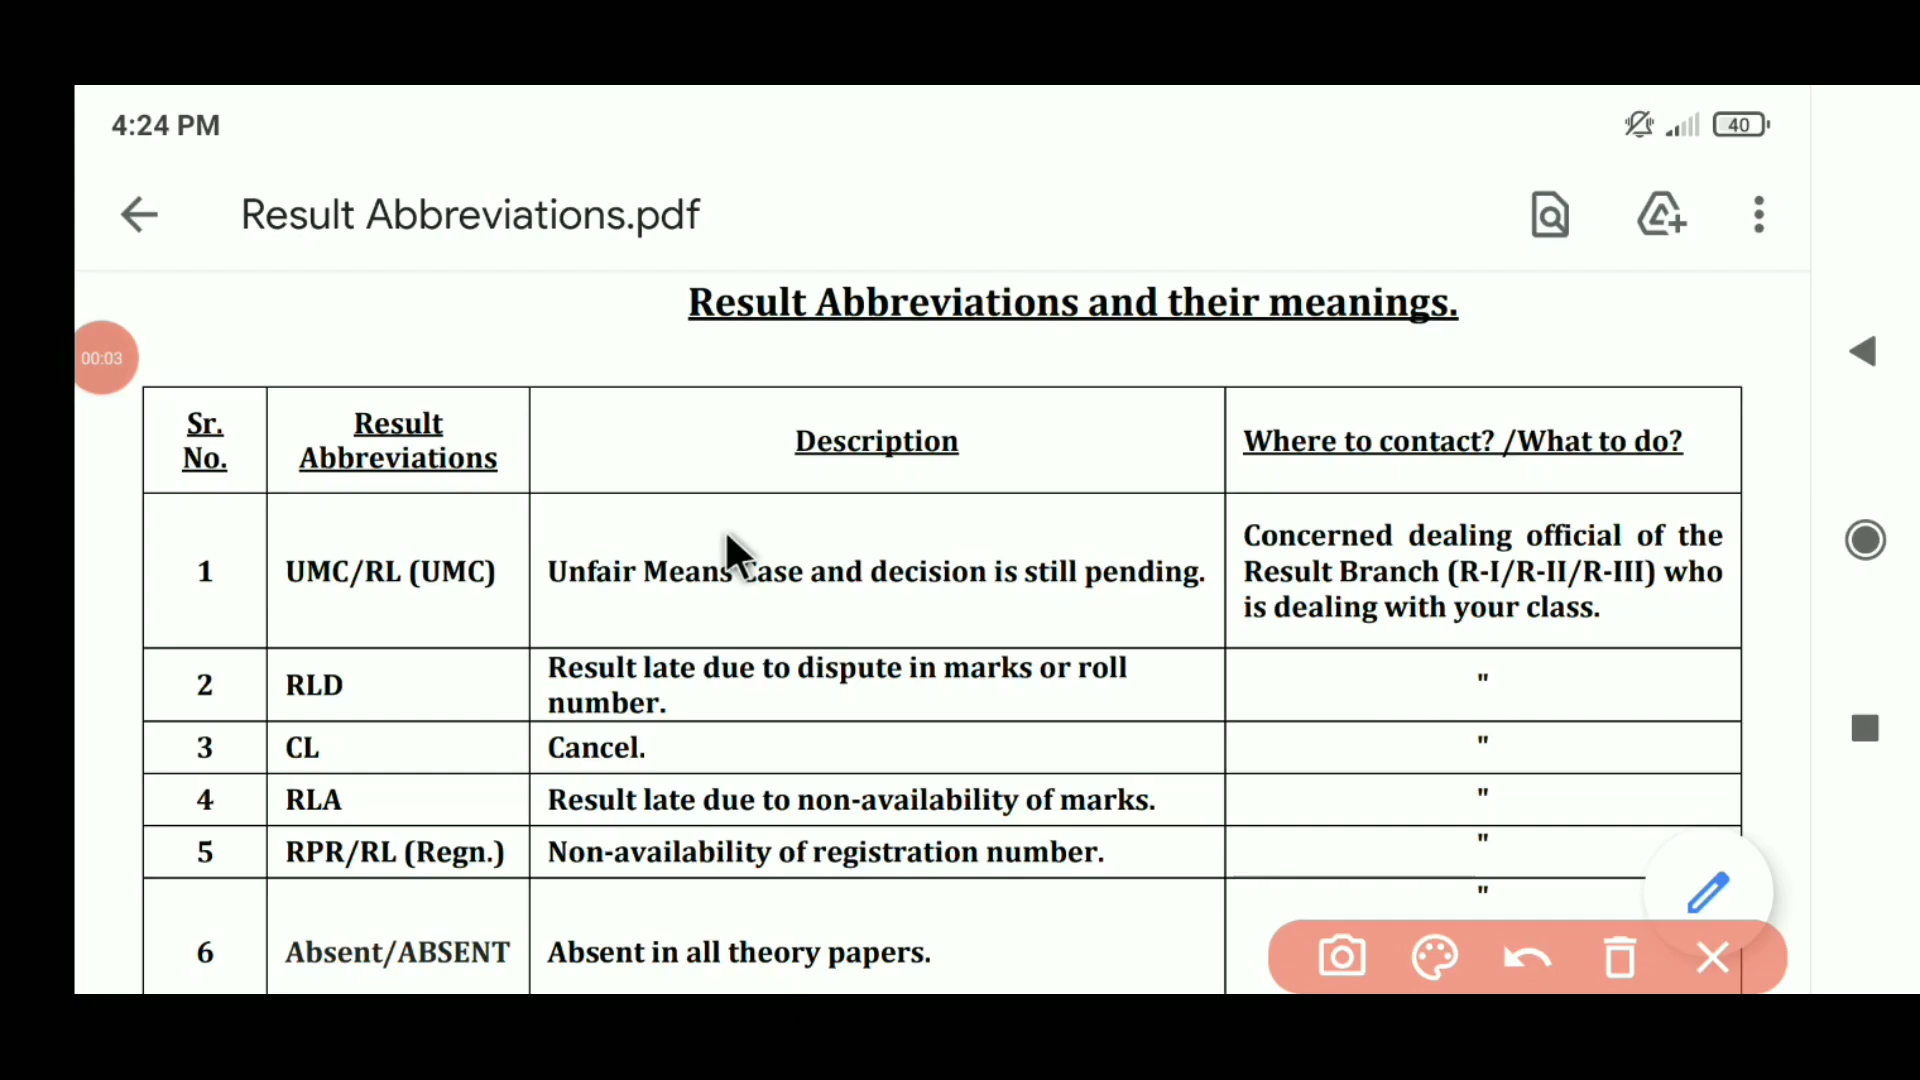 4:24 PM
40
Result Abbreviations.pdf
Result Abbreviations and their meanings.
00:03
Sr. No.
Result Abbreviations
Description
Where to contact? /What to do?
1
UMC/RL (UMC)
Unfair Means Case and decision is still pending.
Concerned dealing official of the
Result Branch (R-I/R-II/R-III) who
is dealing with your class.
2
RLD
Result late due to dispute in marks or roll
number.
"
3
CL
Cancel.
"
4
RLA
Result late due to non-availability of marks.
"
5
RPR/RL (Regn.)
Non-availability of registration number.
"
6
Absent/ABSENT
Absent in all theory papers.
"